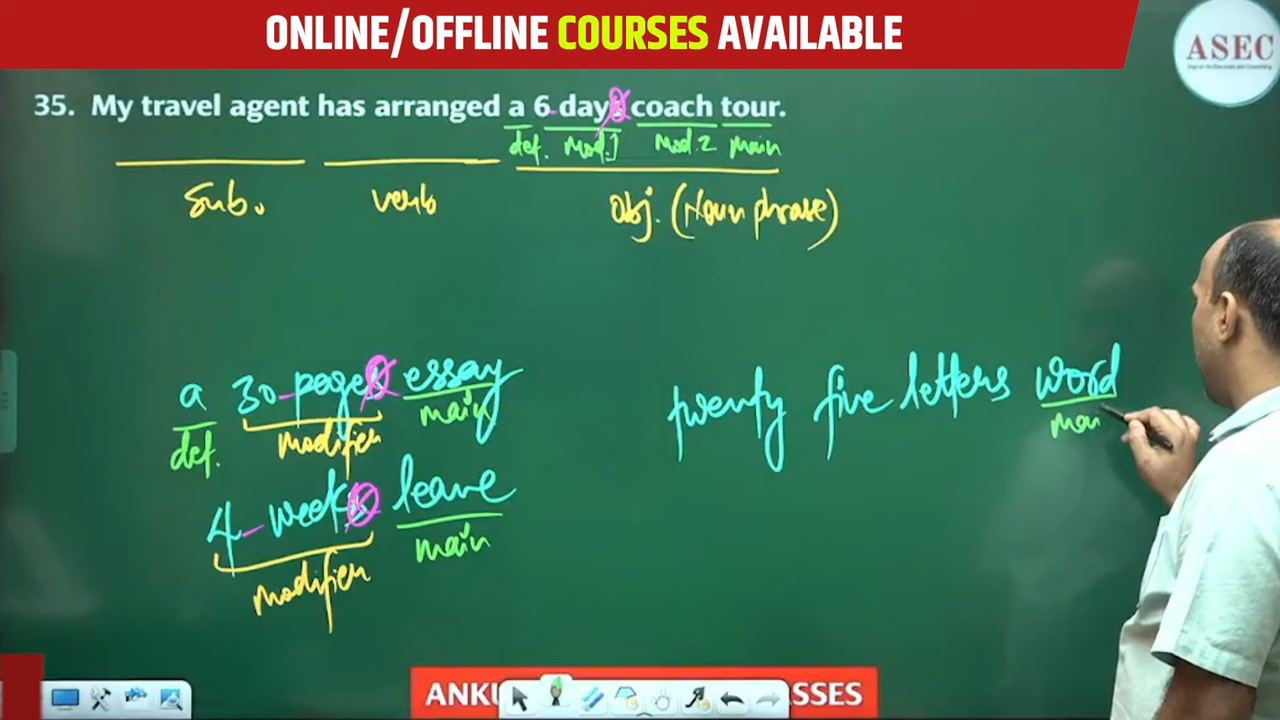 ONLINE/OFFLINE COURSES AVAILABLE
ASEC
35. My travel agent has arranged a 6-days coach tour.
def. Mod.1 Mod.2 main
Sub. verb Obj. (Noun phrase)
a 30-pages essay
def. modifier main
4-weeks leave
modifier main
twenty five letters word
mai
ANKU SSES